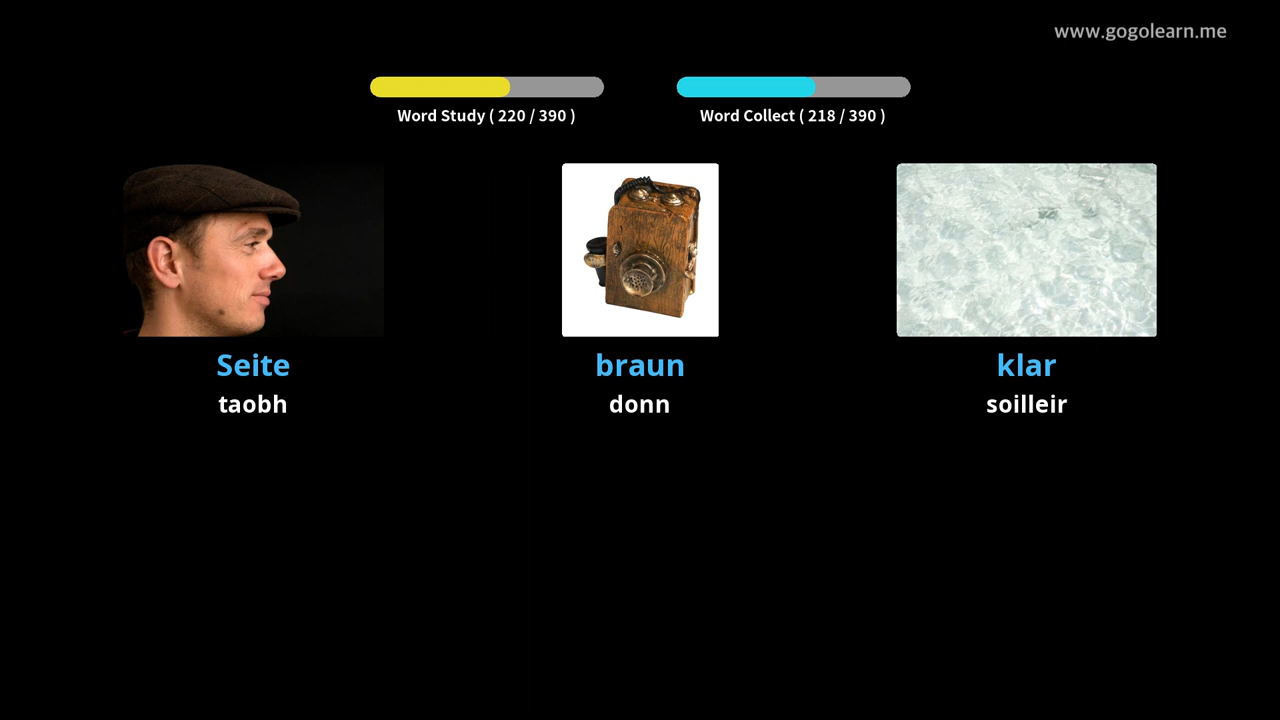 www.gogolearn.me
Word Study ( 220 / 390 )
Word Collect ( 218 / 390 )
Seite
braun
klar
taobh
donn
soilleir